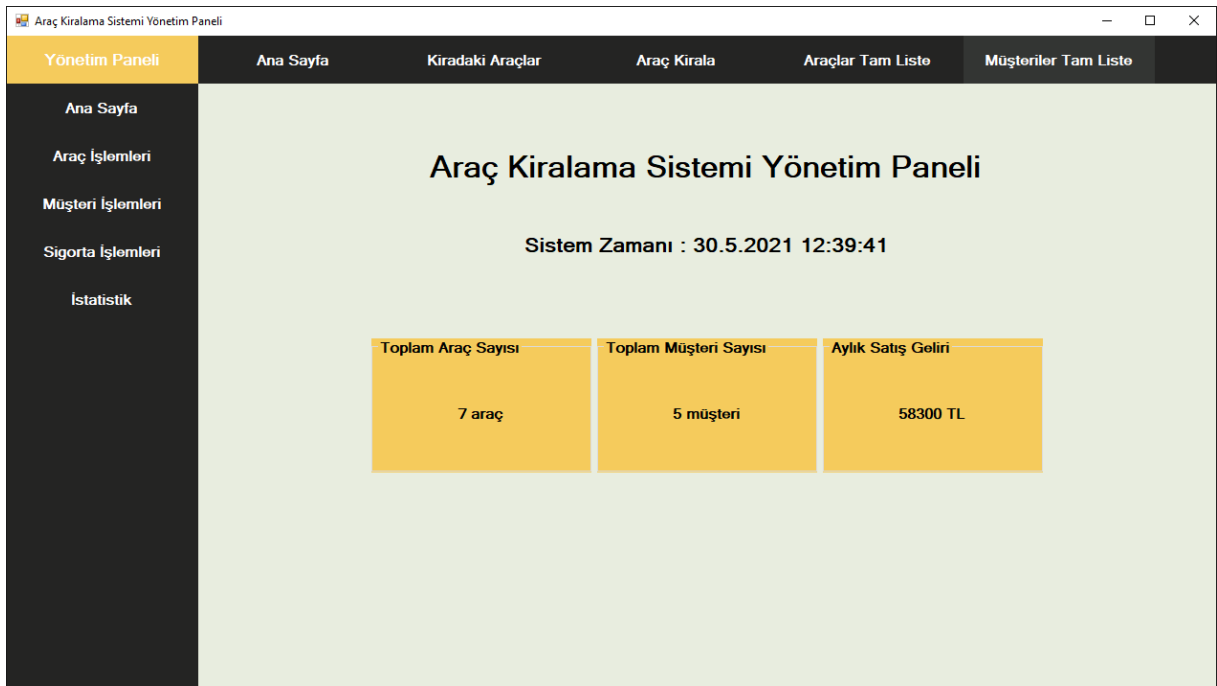 Araç Kiralama Sistemi Yönetim Paneli
Yönetim Paneli
Ana Sayfa
Kiradaki Araçlar
Araç Kirala
Araçlar Tam Liste
Müşteriler Tam Liste
Ana Sayfa
Araç İşlemleri
Müşteri İşlemleri
Sigorta İşlemleri
İstatistik
Araç Kiralama Sistemi Yönetim Paneli
Sistem Zamanı : 30.5.2021 12:39:41
Toplam Araç Sayısı
7 araç
Toplam Müşteri Sayısı
5 müşteri
Aylık Satış Geliri
58300 TL